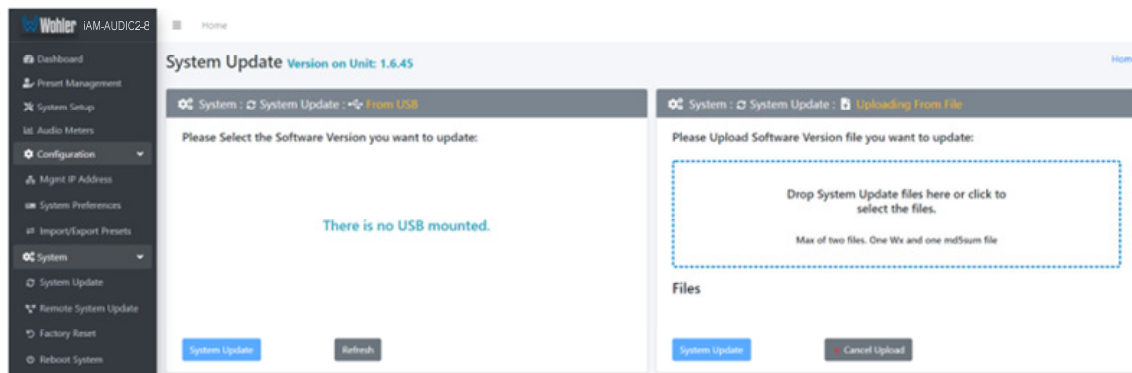 Wohler iAM-AUDIC2-8
Home
Dashboard
Preset Management
System Setup
Audio Meters
Configuration
Mgmt IP Address
System Preferences
Import/Export Presets
System
System Update
Remote System Update
Factory Reset
Reboot System
System Update Version on Unit: 1.6.45
Hom
System : System Update : From USB
Please Select the Software Version you want to update:
There is no USB mounted.
System Update
Refresh
System : System Update : Uploading From File
Please Upload Software Version file you want to update:
Drop System Update files here or click to
select the files.
Max of two files. One Wx and one md5sum file
Files
System Update
Cancel Upload